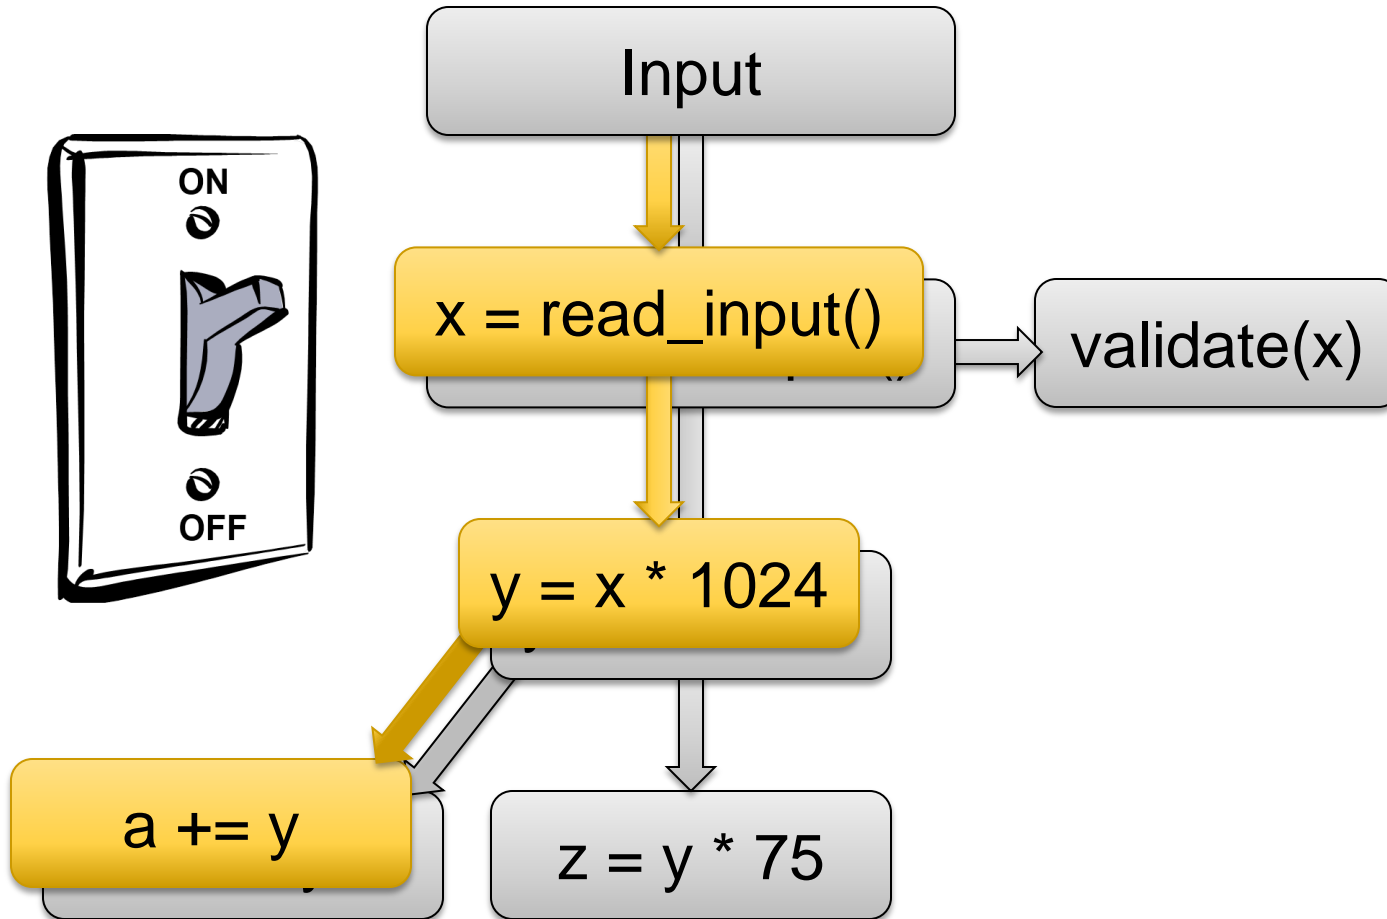 Input
ON
x = read_input()
validate(x)
OFF
y = x * 1024
a += y
z = y * 75